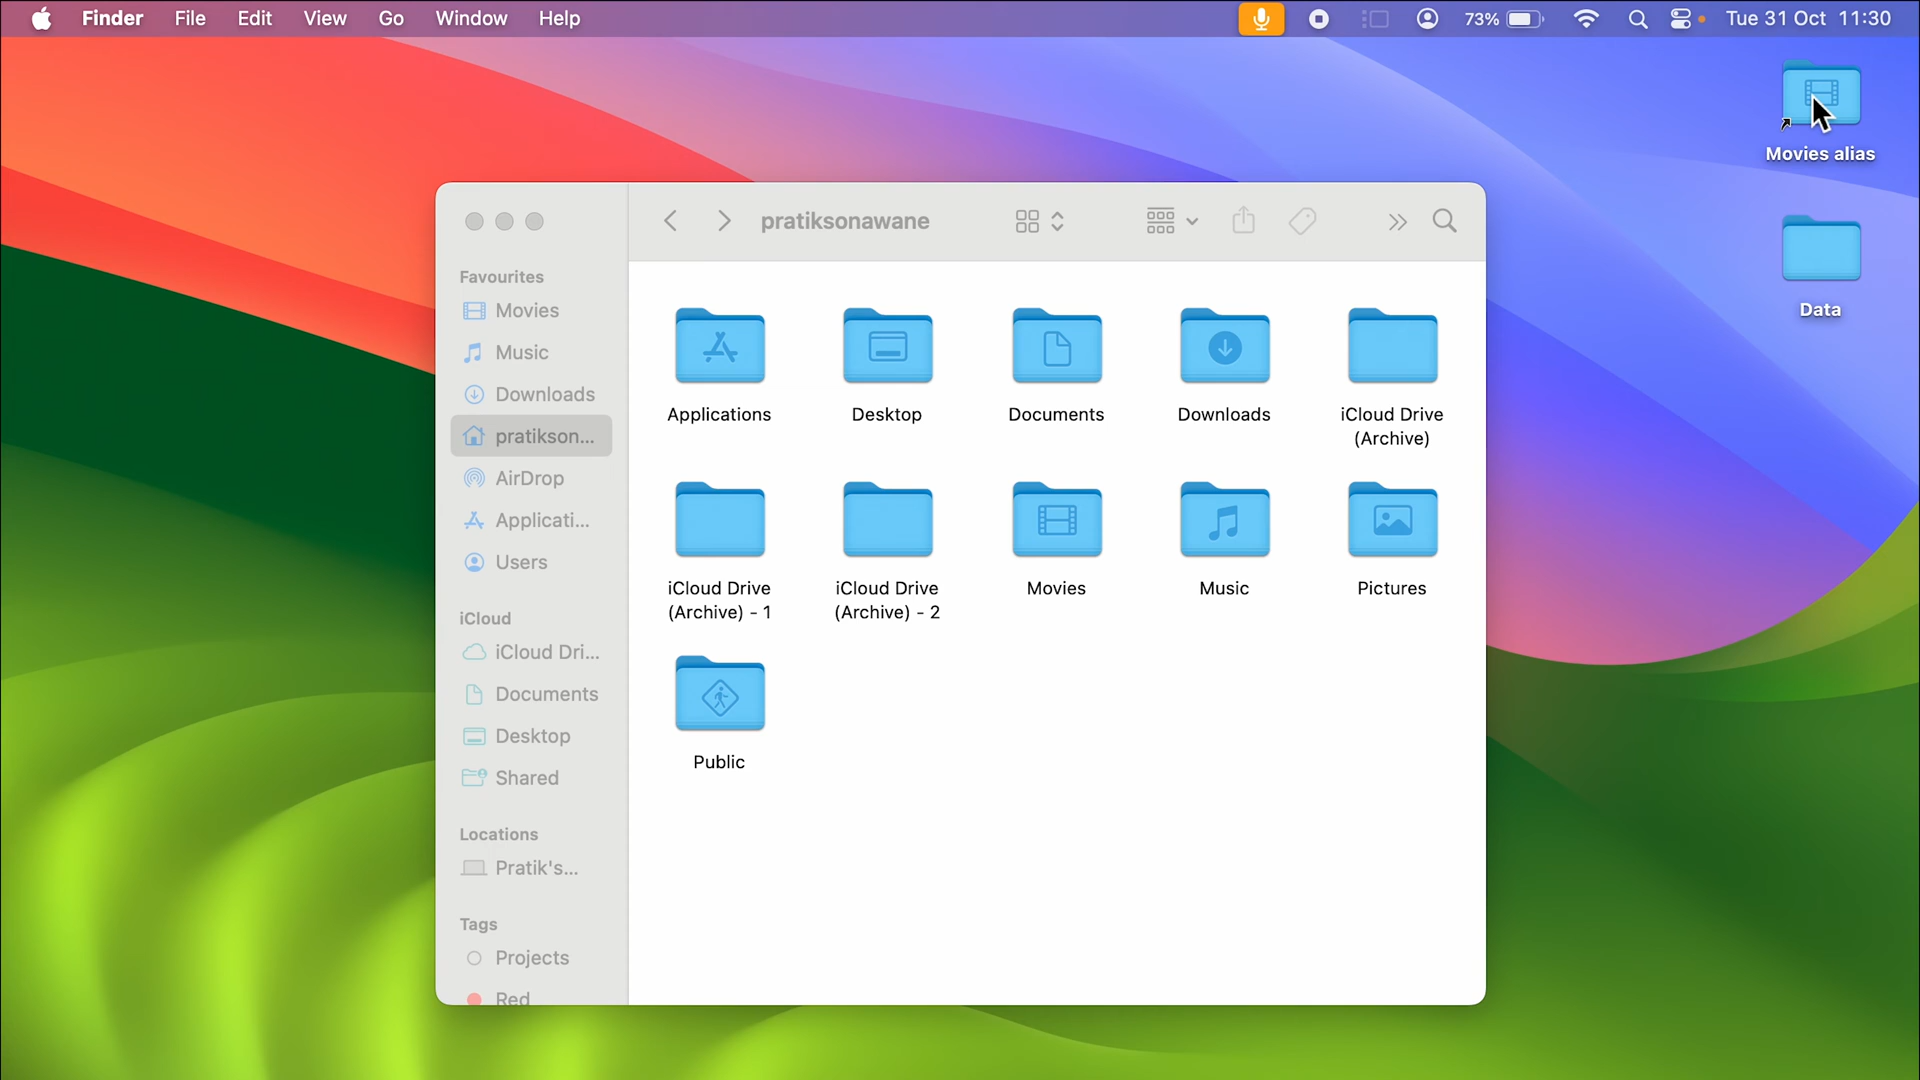 Finder File Edit View Go Window Help 73% Tue 31 Oct 11:30
Movies alias
Data
pratiksonawane
Favourites
Movies
Music
Downloads
pratikson...
AirDrop
Applicati...
Users
iCloud
iCloud Dri...
Documents
Desktop
Shared
Locations
Pratik's...
Tags
Projects
Red
Applications
Desktop
Documents
Downloads
iCloud Drive
(Archive)
iCloud Drive
(Archive) - 1
iCloud Drive
(Archive) - 2
Movies
Music
Pictures
Public